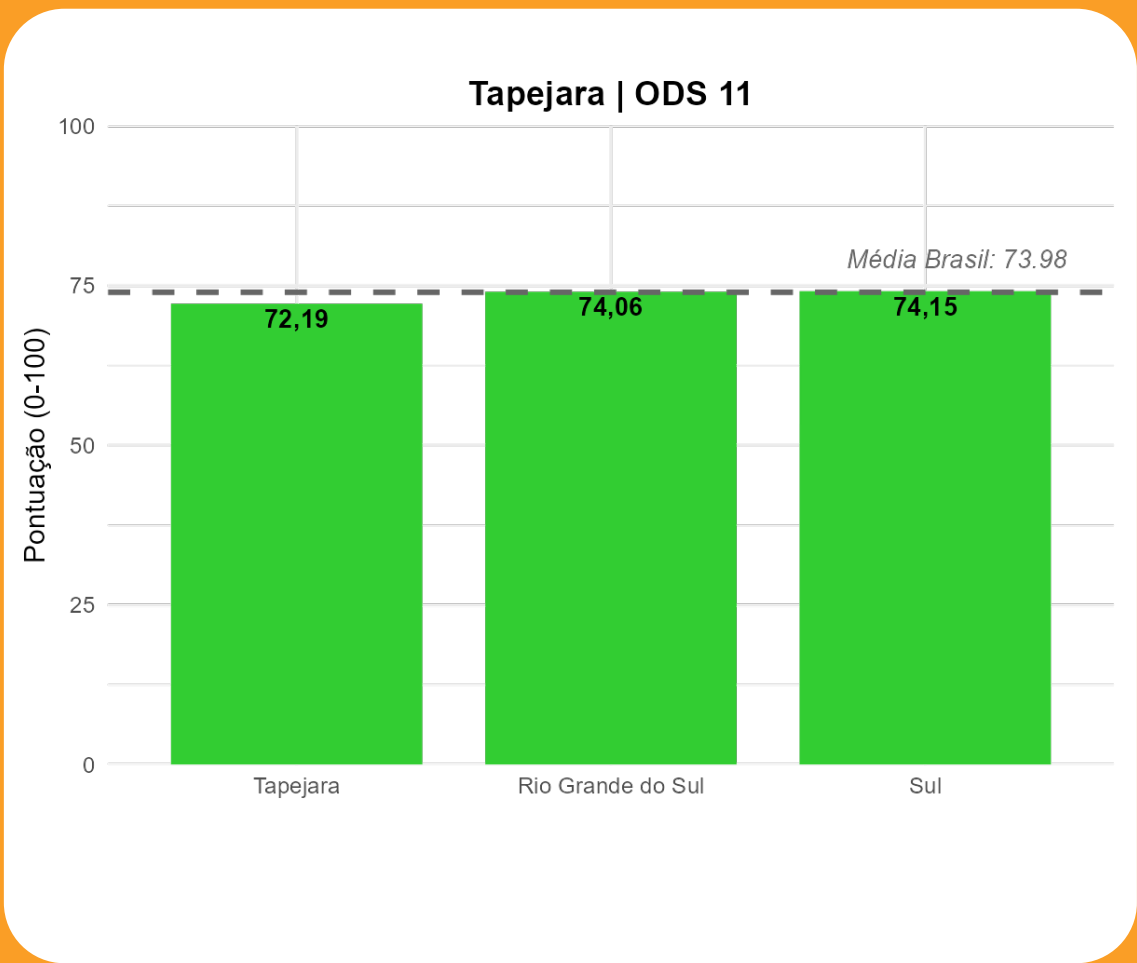 Tapejara | ODS 11
100
Média Brasil: 73.98
75
72,19
74,06
74,15
Pontuação (0-100)
50
25
0
Tapejara
Rio Grande do Sul
Sul